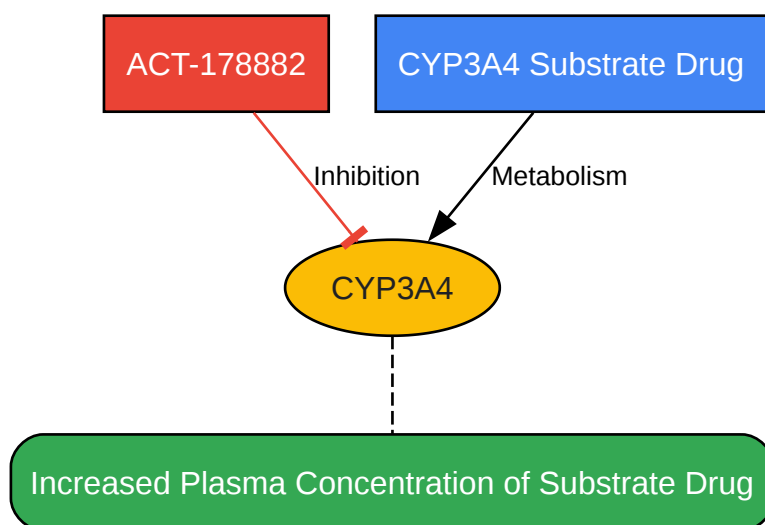 ACT-178882
CYP3A4 Substrate Drug
Inhibition
Metabolism
CYP3A4
Increased Plasma Concentration of Substrate Drug